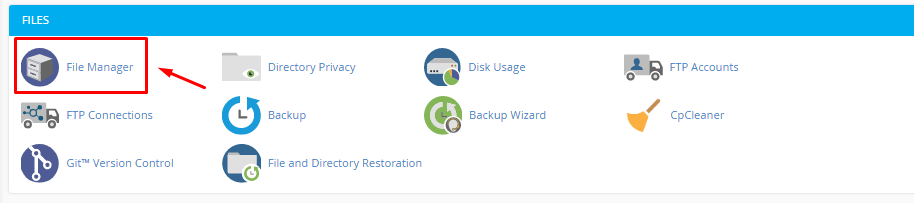 FILES
File Manager
Directory Privacy
Disk Usage
FTP Accounts
FTP Connections
Backup
Backup Wizard
CpCleaner
Git™ Version Control
File and Directory Restoration